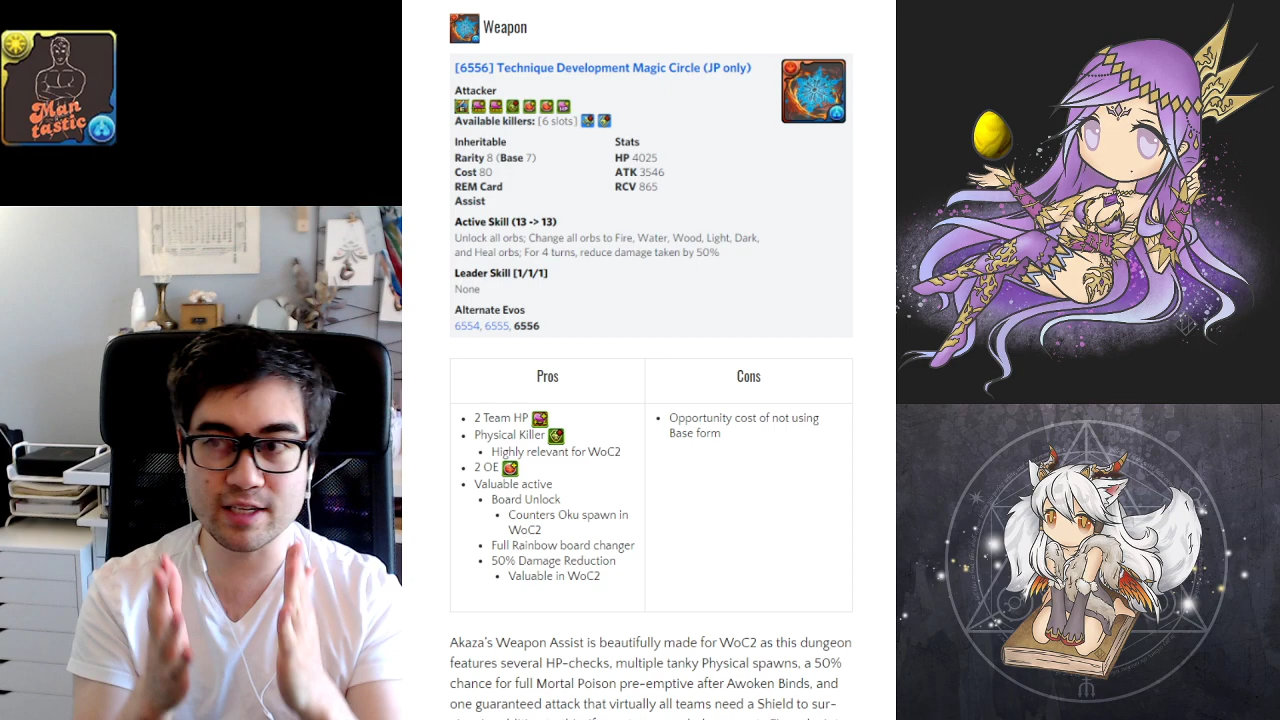 Man
tastic
Weapon
[6556] Technique Development Magic Circle (JP only)
Attacker
Available killers: [6 slots]
Inheritable
Rarity 8 (Base 7)
Cost 80
REM Card
Assist
Stats
HP 4025
ATK 3546
RCV 865
Active Skill (13 -> 13)
Unlock all orbs; Change all orbs to Fire, Water, Wood, Light, Dark,
and Heal orbs; For 4 turns, reduce damage taken by 50%
Leader Skill [1/1/1]
None
Alternate Evos
6554, 6555, 6556
Pros
Cons
• 2 Team HP
• Physical Killer
• Highly relevant for WoC2
• 2 OE
• Valuable active
• Board Unlock
• Counters Oku spawn in
WoC2
• Full Rainbow board changer
• 50% Damage Reduction
• Valuable in WoC2
• Opportunity cost of not using
Base form
Akaza's Weapon Assist is beautifully made for WoC2 as this dungeon
features several HP-checks, multiple tanky Physical spawns, a 50%
chance for full Mortal Poison pre-emptive after Awoken Binds, and
one guaranteed attack that virtually all teams need a Shield to sur-